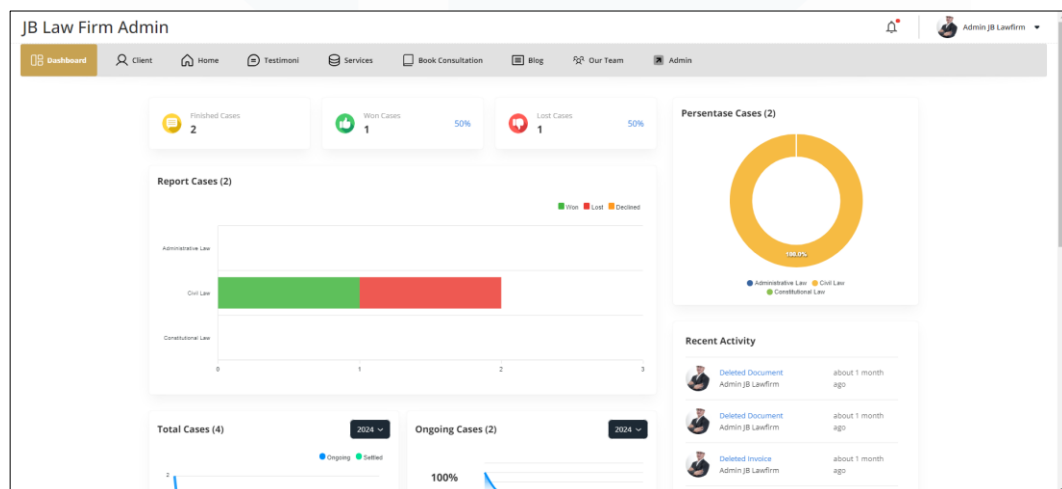 JB Law Firm Admin
Admin JB Lawfirm
Dashboard Client Home Testimoni Services Book Consultation Blog Our Team Admin
Finished Cases
2
Won Cases
1
50%
Lost Cases
1
50%
Persentase Cases (2)
100.0%
Administrative Law Civil Law
Constitutional Law
Report Cases (2)
Won Lost Declined
Administrative Law
Civil Law
Constitutional Law
0 1 2 3
Recent Activity
Deleted Document about 1 month
Admin JB Lawfirm ago
Deleted Document about 1 month
Admin JB Lawfirm ago
Deleted Invoice about 1 month
Admin JB Lawfirm ago
Total Cases (4) 2024
Ongoing Settled
2
Ongoing Cases (2) 2024
100%